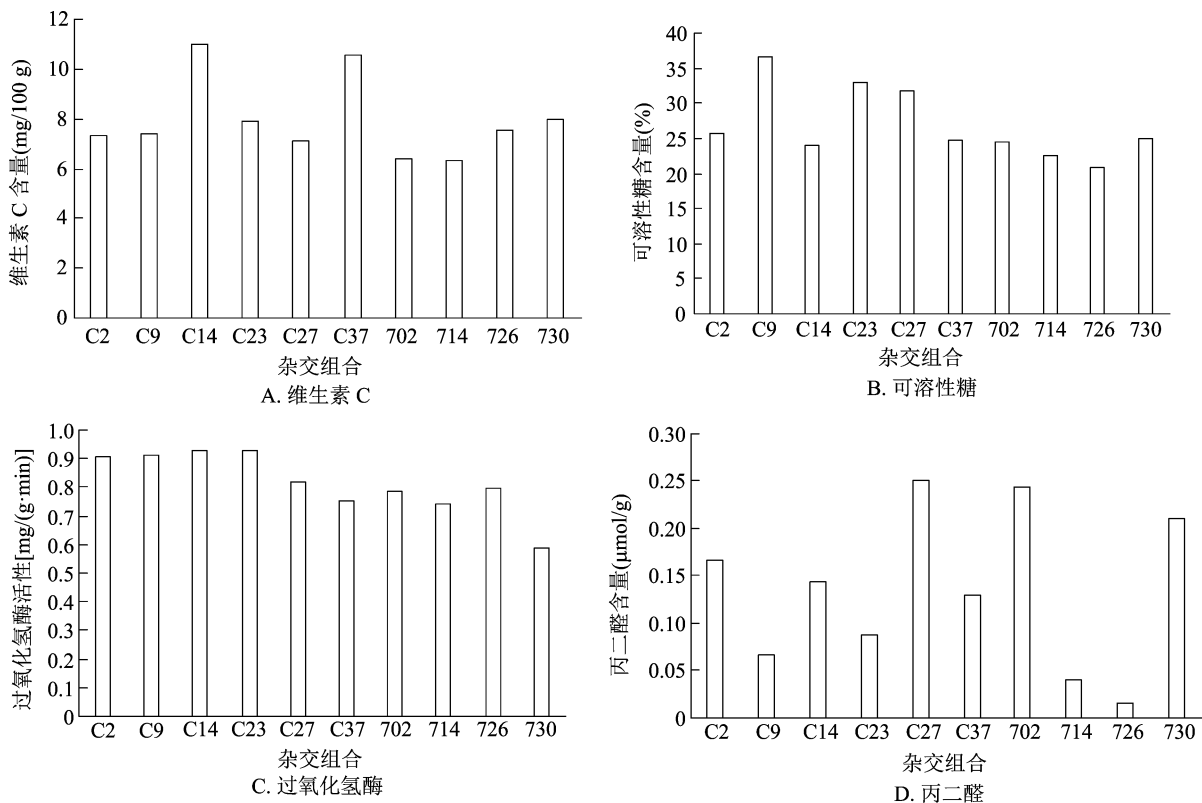 维生素 C 含量(mg/100 g)
12
10
8
6
4
2
0
C2 C9 C14 C23 C27 C37 702 714 726 730
杂交组合
A. 维生素 C
可溶性糖含量(%)
40
35
30
25
20
15
10
5
0
C2 C9 C14 C23 C27 C37 702 714 726 730
杂交组合
B. 可溶性糖
过氧化氢酶活性[mg/(g·min)]
1.0
0.9
0.8
0.7
0.6
0.5
0.4
0.3
0.2
0.1
0
C2 C9 C14 C23 C27 C37 702 714 726 730
杂交组合
C. 过氧化氢酶
丙二醛含量(μmol/g)
0.30
0.25
0.20
0.15
0.10
0.05
0
C2 C9 C14 C23 C27 C37 702 714 726 730
杂交组合
D. 丙二醛